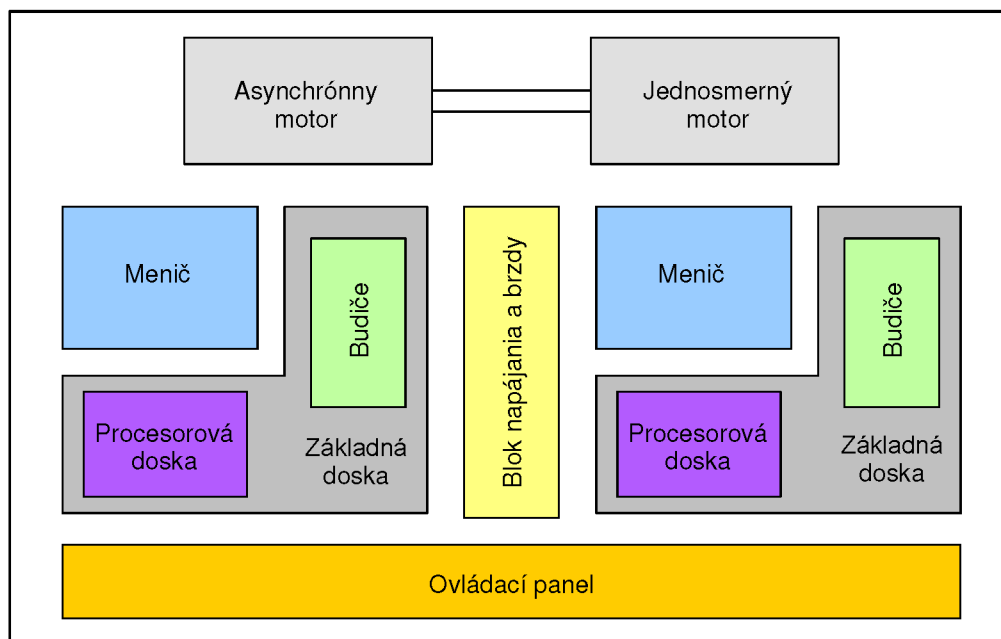 Asynchrónny
motor
Jednosmerný
motor
Menič
Budiče
Procesorová
doska
Základná
doska
Blok napájania a brzdy
Menič
Budiče
Procesorová
doska
Základná
doska
Ovládací panel